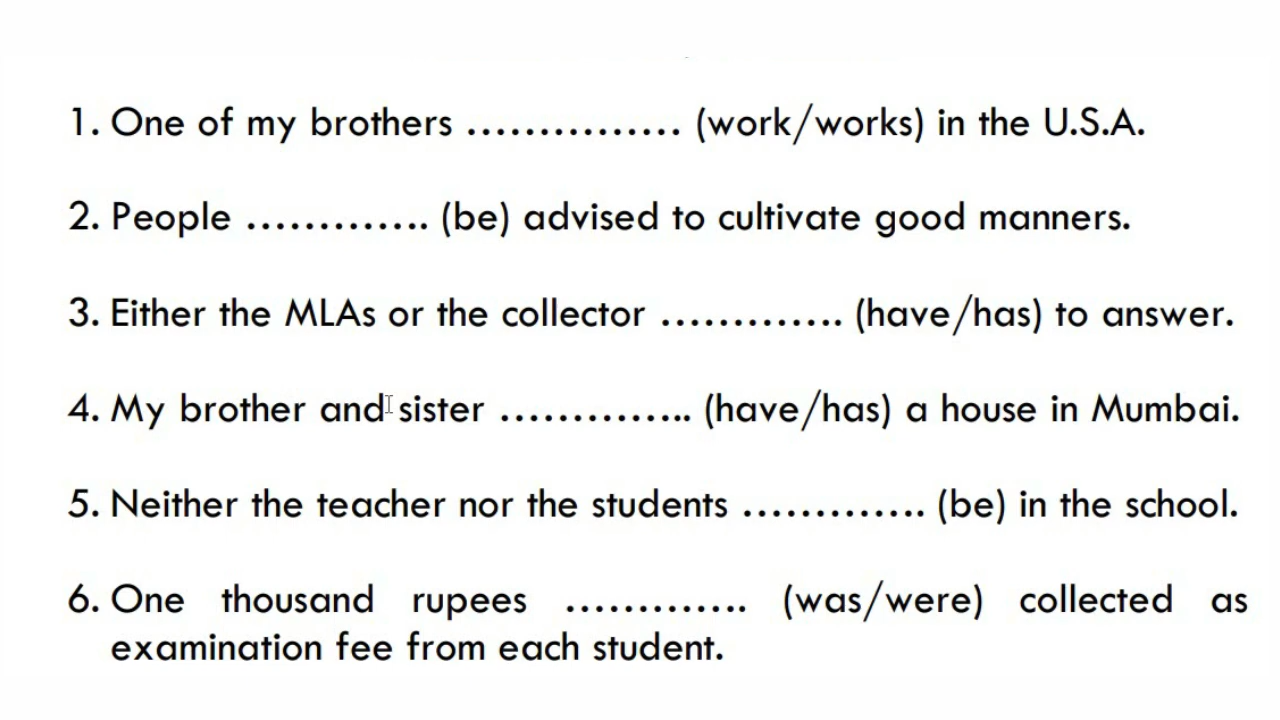 1. One of my brothers …………… (work/works) in the U.S.A.
2. People …………. (be) advised to cultivate good manners.
3. Either the MLAs or the collector …………. (have/has) to answer.
4. My brother and sister ………….. (have/has) a house in Mumbai.
5. Neither the teacher nor the students …………. (be) in the school.
6. One thousand rupees …………. (was/were) collected as
examination fee from each student.